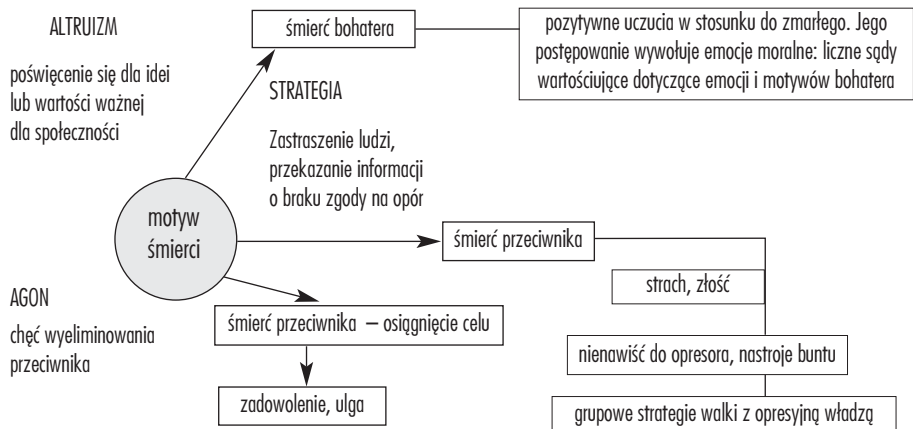 ALTRUIZM
poświęcenie się dla idei
lub wartości ważnej
dla społeczności
śmierć bohatera
pozytywne uczucia w stosunku do zmarłego. Jego
postępowanie wywołuje emocje moralne: liczne sądy
wartościujące dotyczące emocji i motywów bohatera
STRATEGIA
Zastraszenie ludzi,
przekazanie informacji
o braku zgody na opór
motyw
śmierci
śmierć przeciwnika
strach, złość
nienawiść do opresora, nastroje buntu
grupowe strategie walki z opresyjną władzą
AGON
chęć wyeliminowania
przeciwnika
śmierć przeciwnika – osiągnięcie celu
zadowolenie, ulga